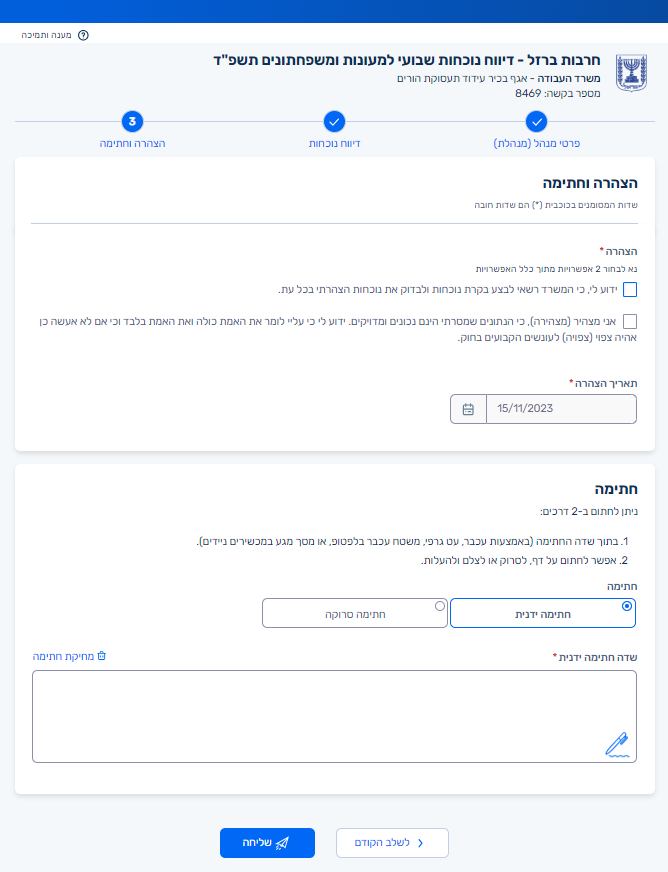 מענה ותמיכה
חרבות ברזל - דיווח נוכחות שבועי למעונות ומשפחתונים תשפ"ד
משרד העבודה - אגף בכיר עידוד תעסוקת הורים
מספר בקשה: 8469
פרטי מנהל (מנהלת)
דיווח נוכחות
3
הצהרה וחתימה
הצהרה וחתימה
שדות המסומנים בכוכבית (*) הם שדות חובה
הצהרה *
נא לבחור 2 אפשרויות מתוך כלל האפשרויות
ידוע לי, כי המשרד רשאי לבצע בקרת נוכחות ולבדוק את נוכחות הצהרתי בכל עת.
אני מצהיר (מצהירה), כי הנתונים שמסרתי הינם נכונים ומדויקים. ידוע לי כי עליי לומר את האמת כולה ואת האמת בלבד וכי אם לא אעשה כן
אהיה צפוי (צפויה) לעונשים הקבועים בחוק.
תאריך הצהרה *
15/11/2023
חתימה
ניתן לחתום ב-2 דרכים:
1. בתוך שדה החתימה (באמצעות עכבר, עט גרפי, משטח עכבר בלפטופ, או מסך מגע במכשירים ניידים).
2. אפשר לחתום על דף, לסרוק או לצלם ולהעלות.
חתימה
חתימה ידנית
חתימה סרוקה
שדה חתימה ידנית *
מחיקת חתימה
לשלב הקודם
שליחה